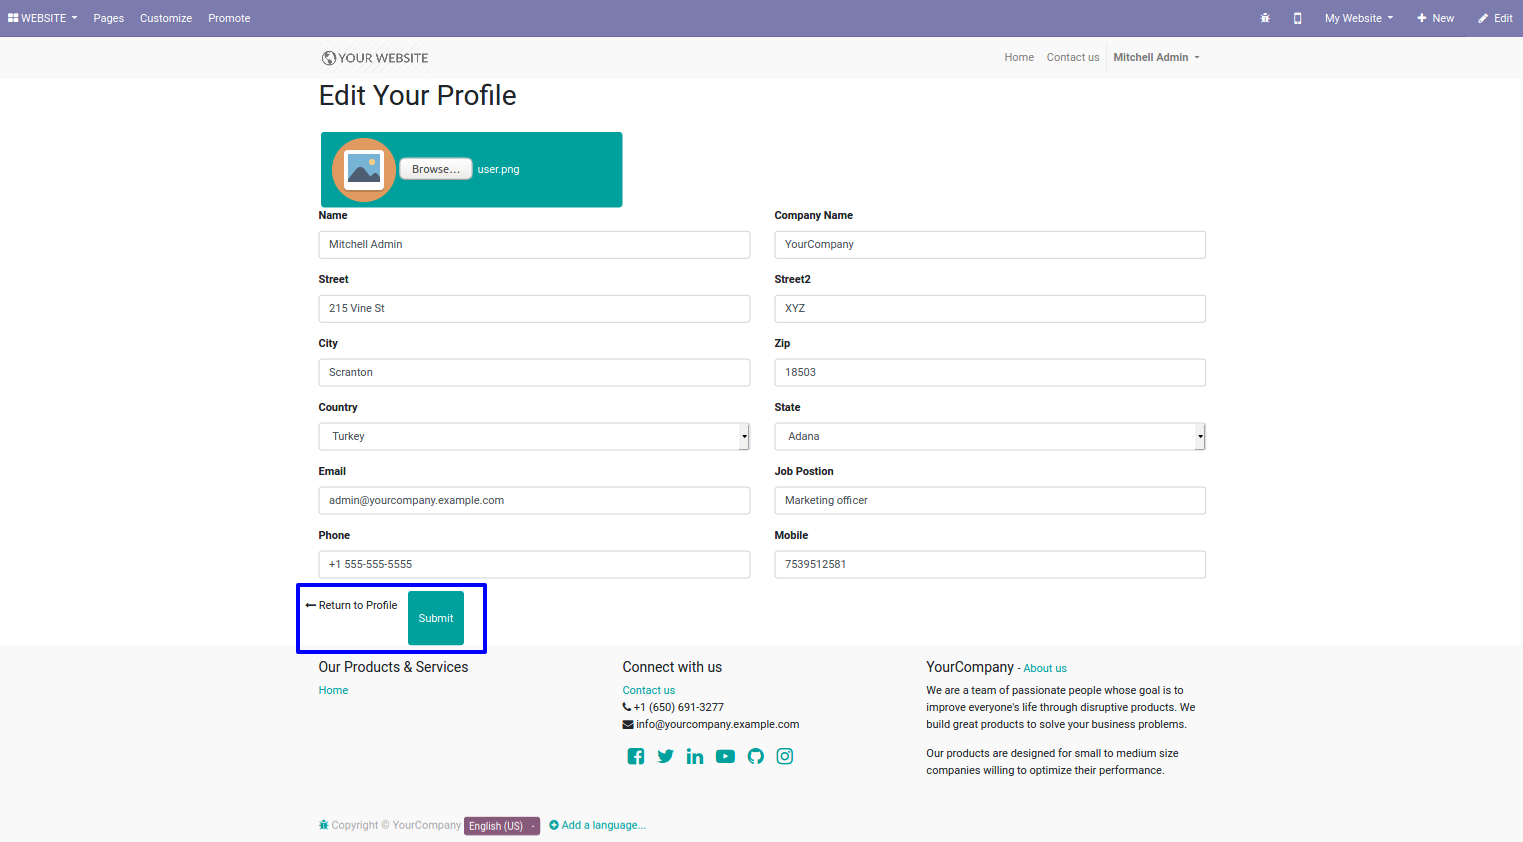 WEBSITE Pages Customize Promote My Website New Edit
YOUR WEBSITE Home Contact us Mitchell Admin
Edit Your Profile
Browse... user.png
Name Company Name
Mitchell Admin YourCompany
Street Street2
215 Vine St XYZ
City Zip
Scranton 18503
Country State
Turkey Adana
Email Job Postion
admin@yourcompany.example.com Marketing officer
Phone Mobile
+1 555-555-5555 7539512581
Return to Profile Submit
Our Products & Services
Home
Connect with us
Contact us
+1 (650) 691-3277
info@yourcompany.example.com
YourCompany - About us
We are a team of passionate people whose goal is to
improve everyone's life through disruptive products. We
build great products to solve your business problems.
Our products are designed for small to medium size
companies willing to optimize their performance.
Copyright © YourCompany English (US) Add a language...